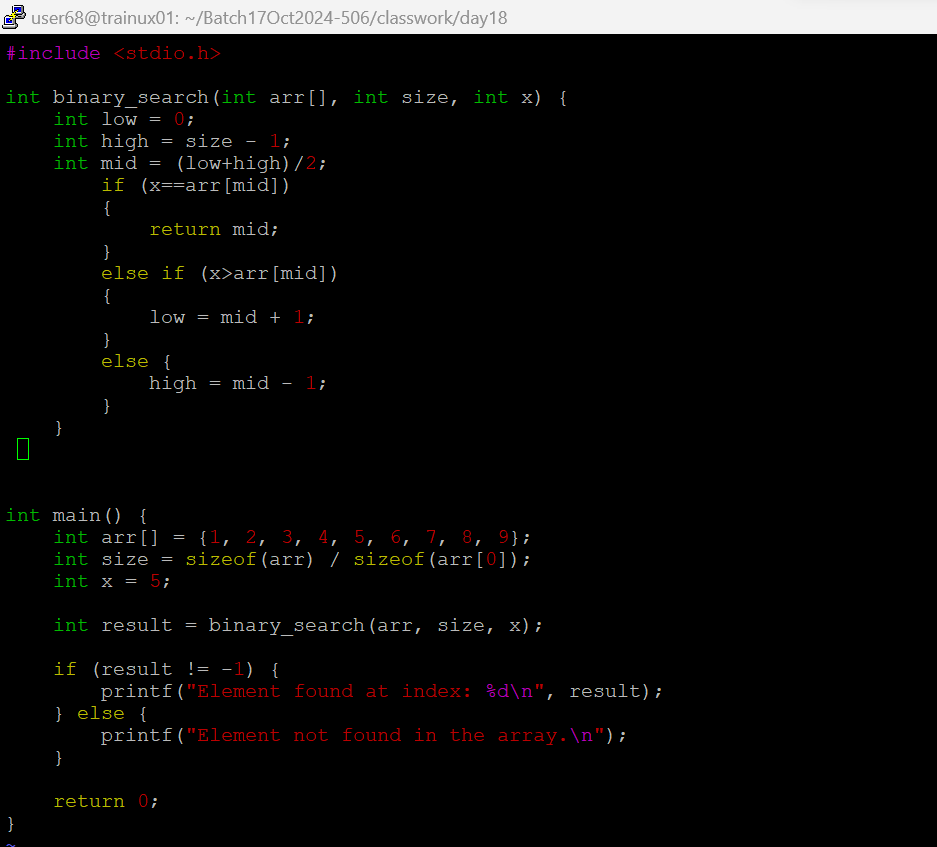 user68@trainux01: ~/Batch17Oct2024-506/classwork/day18
#include <stdio.h>
int binary_search(int arr[], int size, int x) {
    int low = 0;
    int high = size - 1;
    int mid = (low+high)/2;
        if (x==arr[mid])
        {
            return mid;
        }
        else if (x>arr[mid])
        {
            low = mid + 1;
        }
        else {
            high = mid - 1;
        }
    }
int main() {
    int arr[] = {1, 2, 3, 4, 5, 6, 7, 8, 9};
    int size = sizeof(arr) / sizeof(arr[0]);
    int x = 5;
    int result = binary_search(arr, size, x);
    if (result != -1) {
        printf("Element found at index: %d\n", result);
    } else {
        printf("Element not found in the array.\n");
    }
    return 0;
}
~